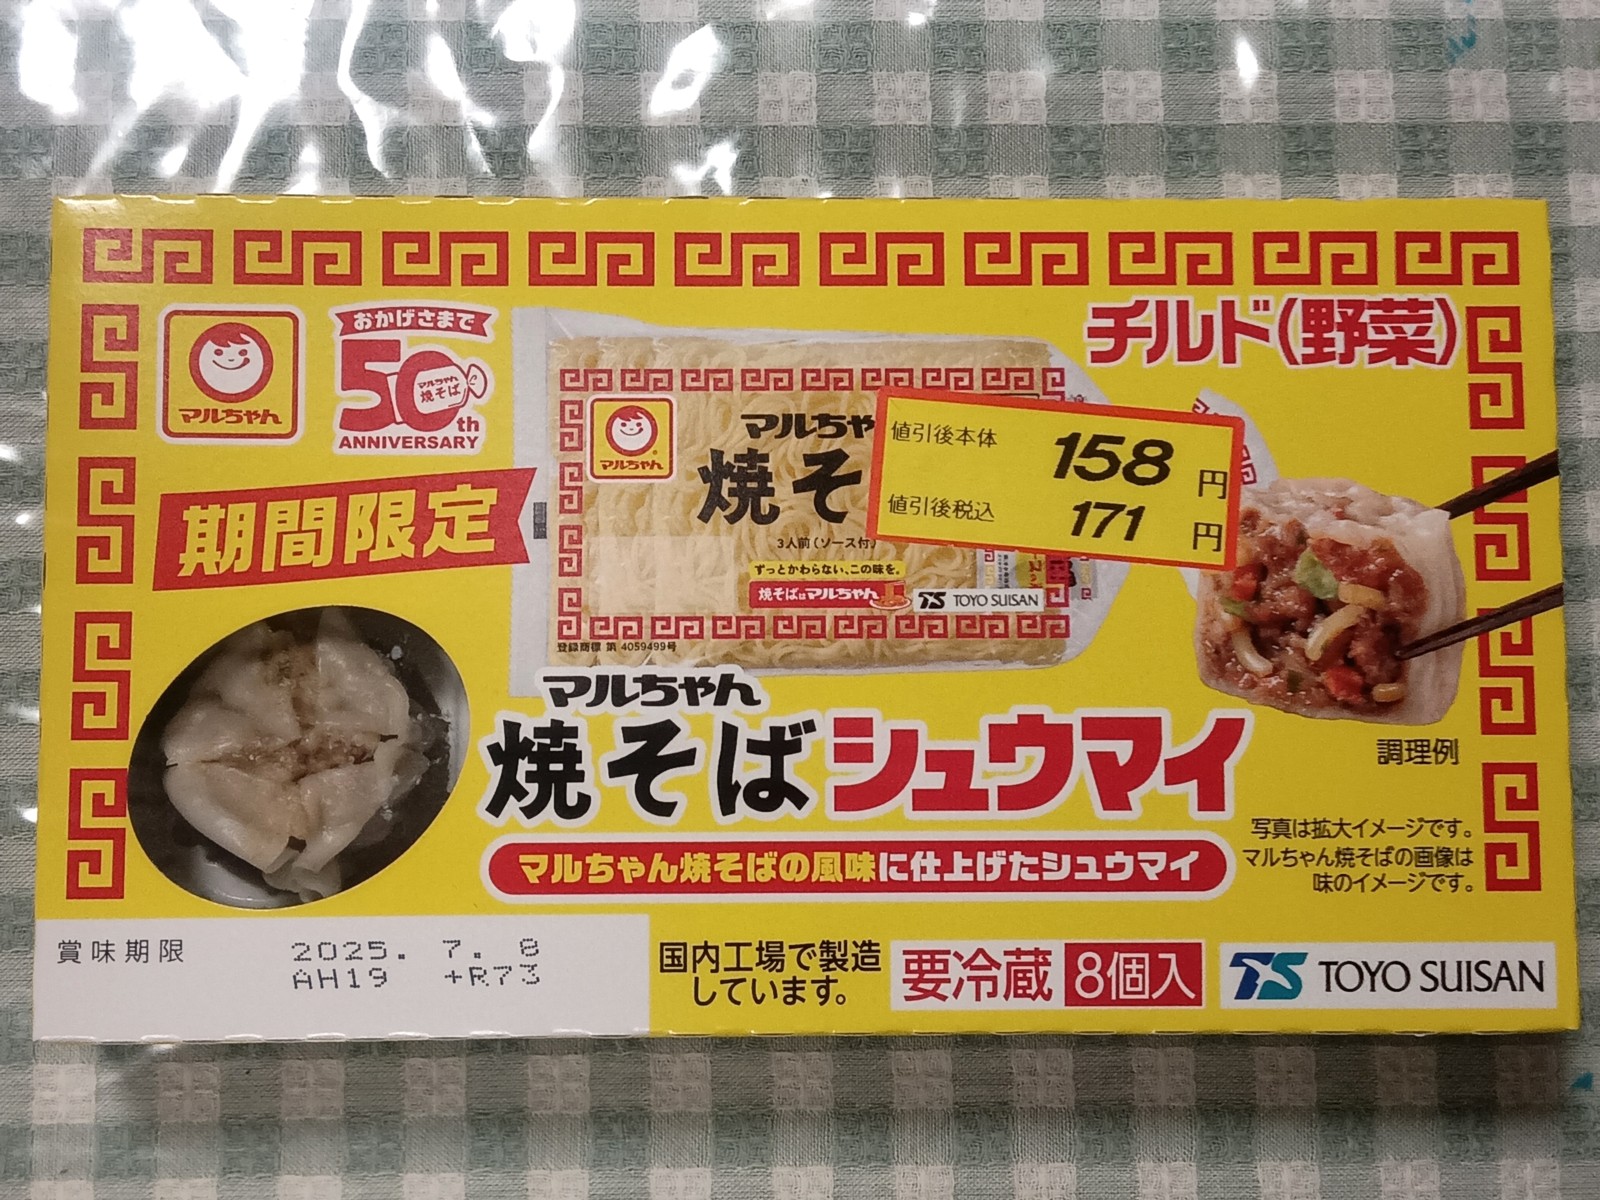 マルちゃん
おかげさまで
50th
マルちゃん
焼そば
ANNIVERSARY
チルド(野菜)
期間限定
マルちゃん
マルちゃ
焼そ
3人前(ソース付)
ずっとかわらない、この味を。
焼そばはマルちゃん
TS TOYO SUISAN
登録商標 第 4059499号
値引後本体 158 円
値引後税込 171 円
マルちゃん
焼そばシュウマイ
マルちゃん焼そばの風味に仕上げたシュウマイ
調理例
写真は拡大イメージです。
マルちゃん焼そばの画像は
味のイメージです。
賞味期限 2025. 7. 8
AH19 +R73
国内工場で製造
しています。
要冷蔵 8個入
TS TOYO SUISAN